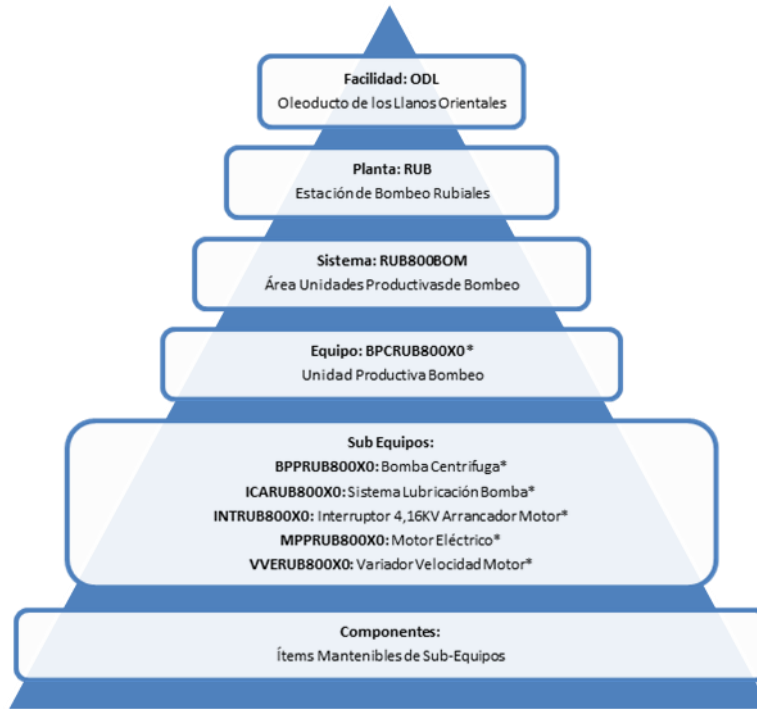 Facilidad: ODL
Oleoducto de los Llanos Orientales
Planta: RUB
Estación de Bombeo Rubiales
Sistema: RUB800BOM
Área Unidades Productivas de Bombeo
Equipo: BPCRUB800X0*
Unidad Productiva Bombeo
Sub Equipos:
BPPRUB800X0: Bomba Centrifuga*
ICARUB800X0: Sistema Lubricación Bomba*
INTRUB800X0: Interruptor 4,16KV Arrancador Motor*
MPPRUB800X0: Motor Eléctrico*
VVERUB800X0: Variador Velocidad Motor*
Componentes:
Ítems Mantenibles de Sub-Equipos